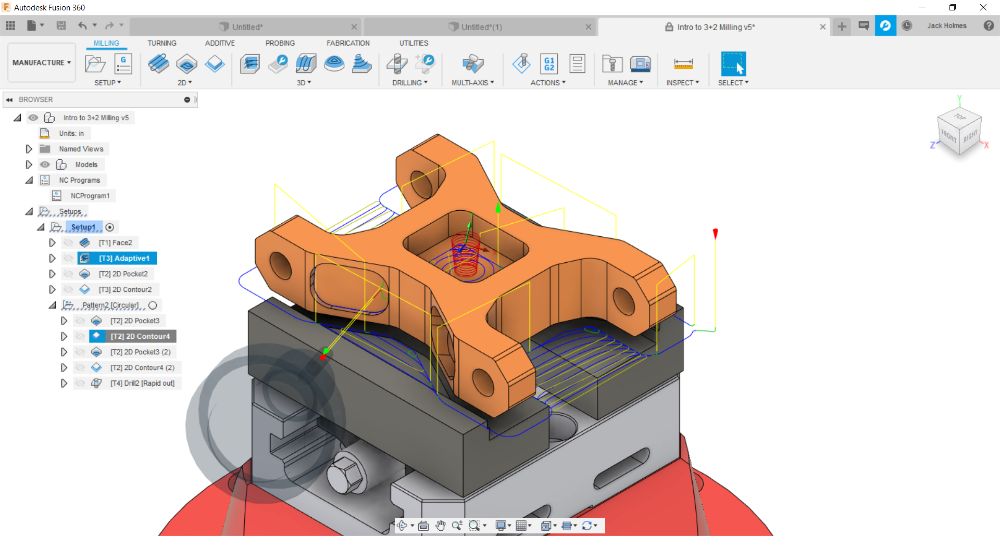 Autodesk Fusion 360
Untitled*
Untitled*(1)
Intro to 3+2 Milling v5*
Jack Holmes
MANUFACTURE
MILLING
TURNING
ADDITIVE
PROBING
FABRICATION
UTILITIES
G
G1
G2
SETUP
2D
3D
DRILLING
MULTI-AXIS
ACTIONS
MANAGE
INSPECT
SELECT
BROWSER
Intro to 3+2 Milling v5
Units: in
Named Views
Models
NC Programs
NCProgram1
Setups
Setup1
[T1] Face2
[T3] Adaptive1
[T2] 2D Pocket2
[T3] 2D Contour2
Pattern2 [Circular]
[T2] 2D Pocket3
[T2] 2D Contour4
[T2] 2D Pocket3 (2)
[T2] 2D Contour4 (2)
[T4] Drill2 [Rapid out]
Y
TOP
FRONT
RIGHT
Z
X